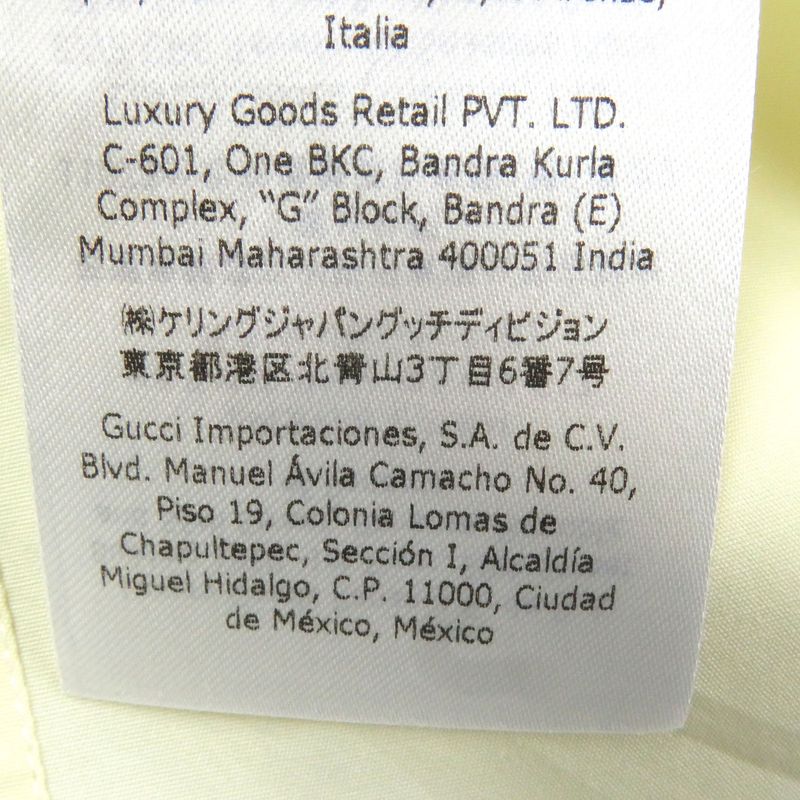 Italia
Luxury Goods Retail PVT. LTD.
C-601, One BKC, Bandra Kurla
Complex, “G” Block, Bandra (E)
Mumbai Maharashtra 400051 India
㈱ケリングジャパングッチディビジョン
東京都港区北青山3丁目6番7号
Gucci Importaciones, S.A. de C.V.
Blvd. Manuel Ávila Camacho No. 40,
Piso 19, Colonia Lomas de
Chapultepec, Sección I, Alcaldía
Miguel Hidalgo, C.P. 11000, Ciudad
de México, México